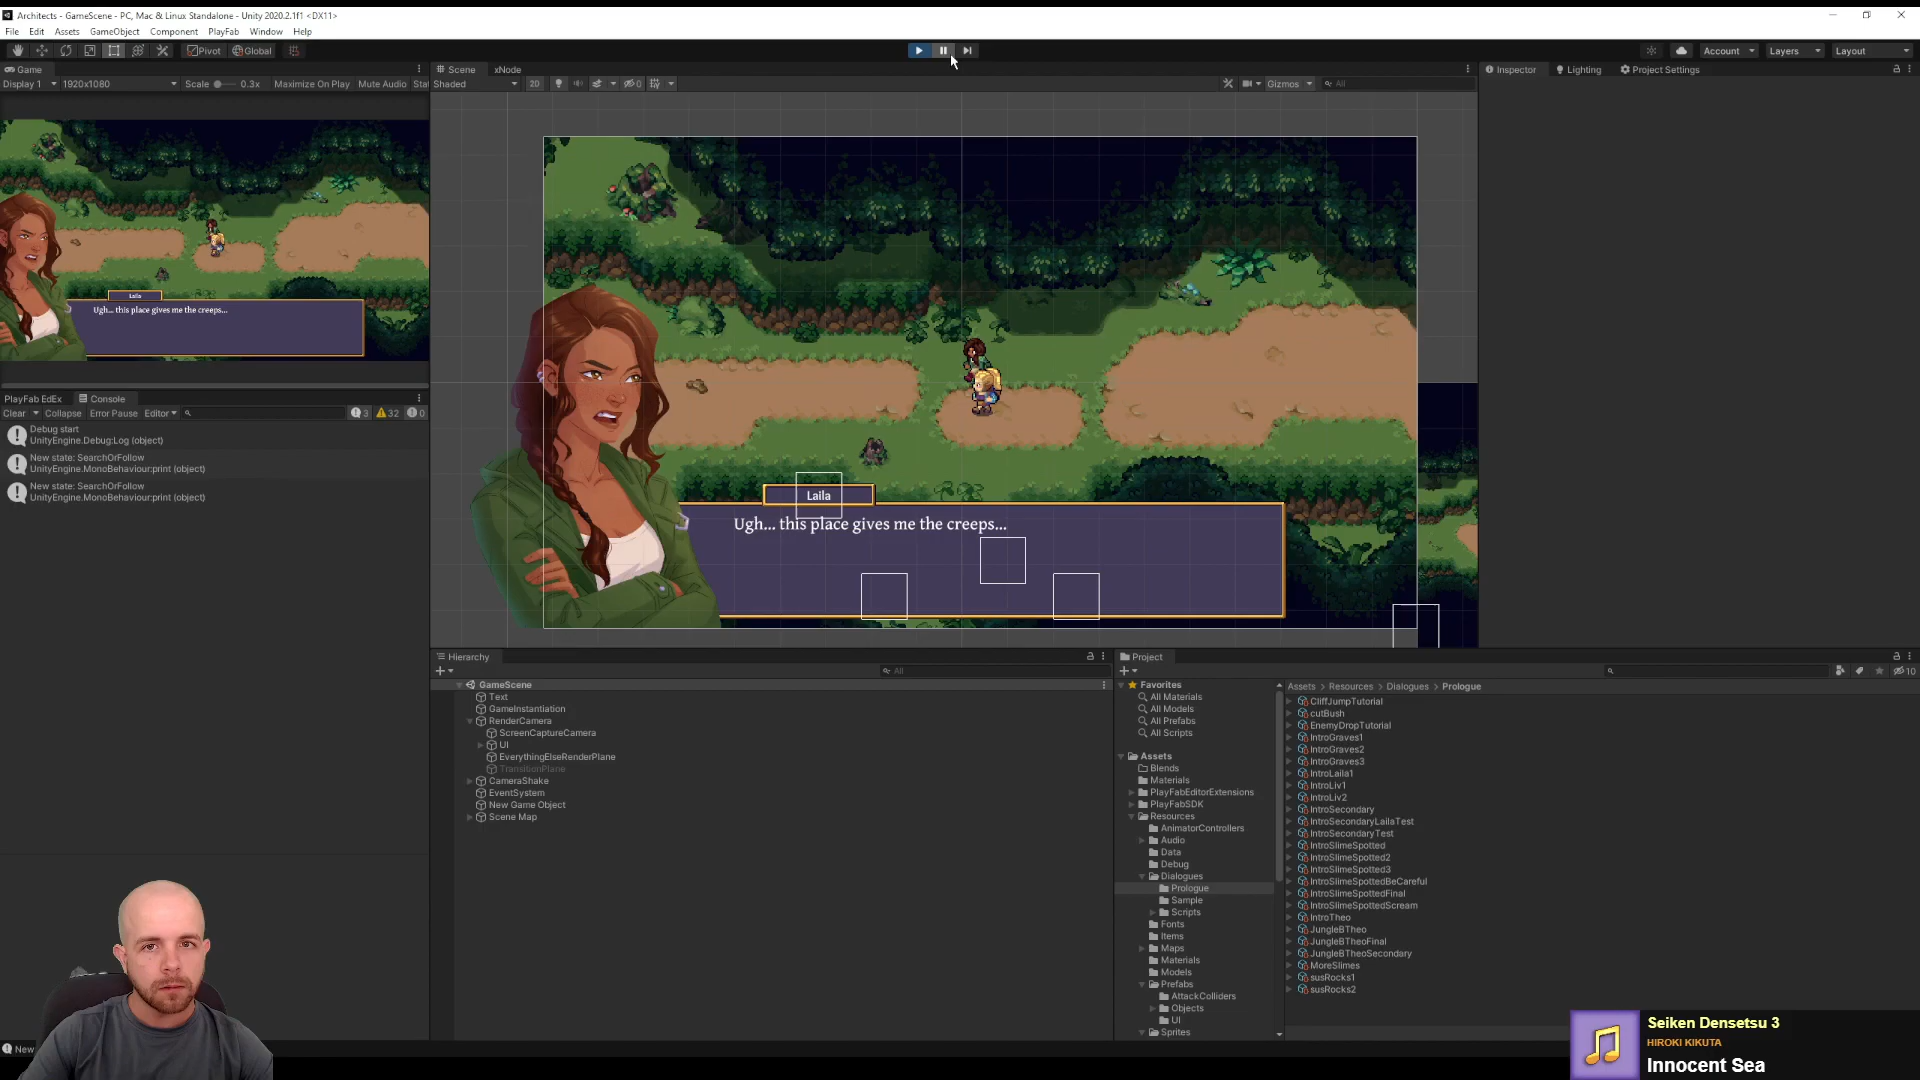 Architects - GameScene - PC, Mac & Linux Standalone - Unity 2020.2.1f1 <DX11>
File Edit Assets GameObject Component PlayFab Window Help
Pivot Global Account Layers Layout
Game
Display 1 1920x1080 Scale 0.3x Maximize On Play Mute Audio Stat
Laila
Ugh... this place gives me the creeps...
PlayFab EdEx Console
Clear Collapse Error Pause Editor 3 32 0
Debug start
UnityEngine.Debug:Log (object)
New state: SearchOrFollow
UnityEngine.MonoBehaviour:print (object)
New state: SearchOrFollow
UnityEngine.MonoBehaviour:print (object)
New
Scene xNode
Shaded 2D 0 Gizmos All
Laila
Ugh... this place gives me the creeps...
Inspector Lighting Project Settings
Hierarchy
All
GameScene
Text
GameInstantiation
RenderCamera
ScreenCaptureCamera
UI
EverythingElseRenderPlane
TransitionPlane
CameraShake
EventSystem
New Game Object
Scene Map
Project
10
Favorites
All Materials
All Models
All Prefabs
All Scripts
Assets
Blends
Materials
PlayFabEditorExtensions
PlayFabSDK
Resources
AnimatorControllers
Audio
Data
Debug
Dialogues
Prologue
Sample
Scripts
Fonts
Items
Maps
Materials
Models
Prefabs
AttackColliders
Objects
UI
Sprites
Assets > Resources > Dialogues > Prologue
CliffJumpTutorial
cutBush
EnemyDropTutorial
IntroGraves1
IntroGraves2
IntroGraves3
IntroLaila1
IntroLiv1
IntroLiv2
IntroSecondary
IntroSecondaryLailaTest
IntroSecondaryTest
IntroSlimeSpotted
IntroSlimeSpotted2
IntroSlimeSpotted3
IntroSlimeSpottedBeCareful
IntroSlimeSpottedFinal
IntroSlimeSpottedScream
IntroTheo
JungleBTheo
JungleBTheoFinal
JungleBTheoSecondary
MoreSlimes
susRocks1
susRocks2
Seiken Densetsu 3
HIROKI KIKUTA
Innocent Sea